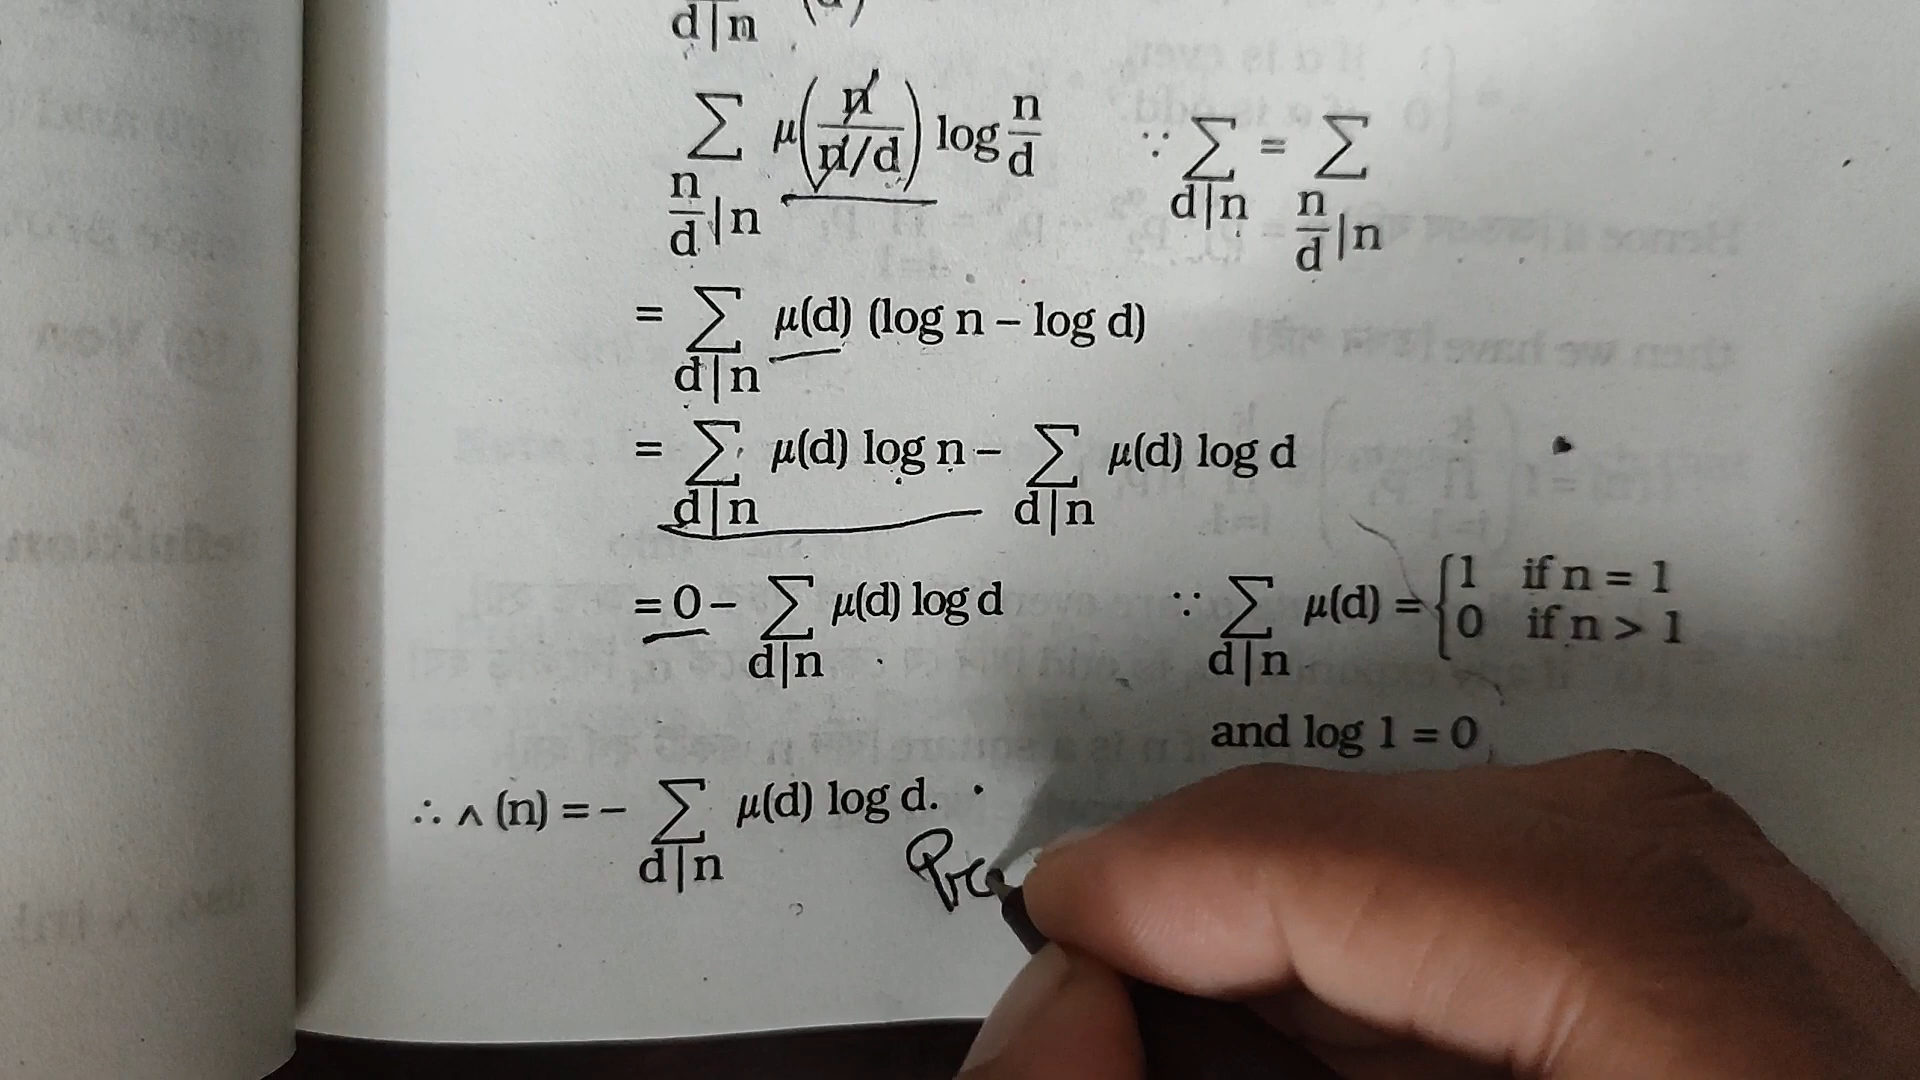 d|n (d)
∑ n/d|n μ(n/(n/d)) log n/d ∵ ∑ d|n = ∑ n/d|n
= ∑ d|n μ(d) (log n – log d)
= ∑ d|n μ(d) log n – ∑ d|n μ(d) log d
= 0 – ∑ d|n μ(d) log d ∵ ∑ d|n μ(d) = {1 if n = 1
0 if n > 1
and log 1 = 0
∴ ∧ (n) = – ∑ d|n μ(d) log d.